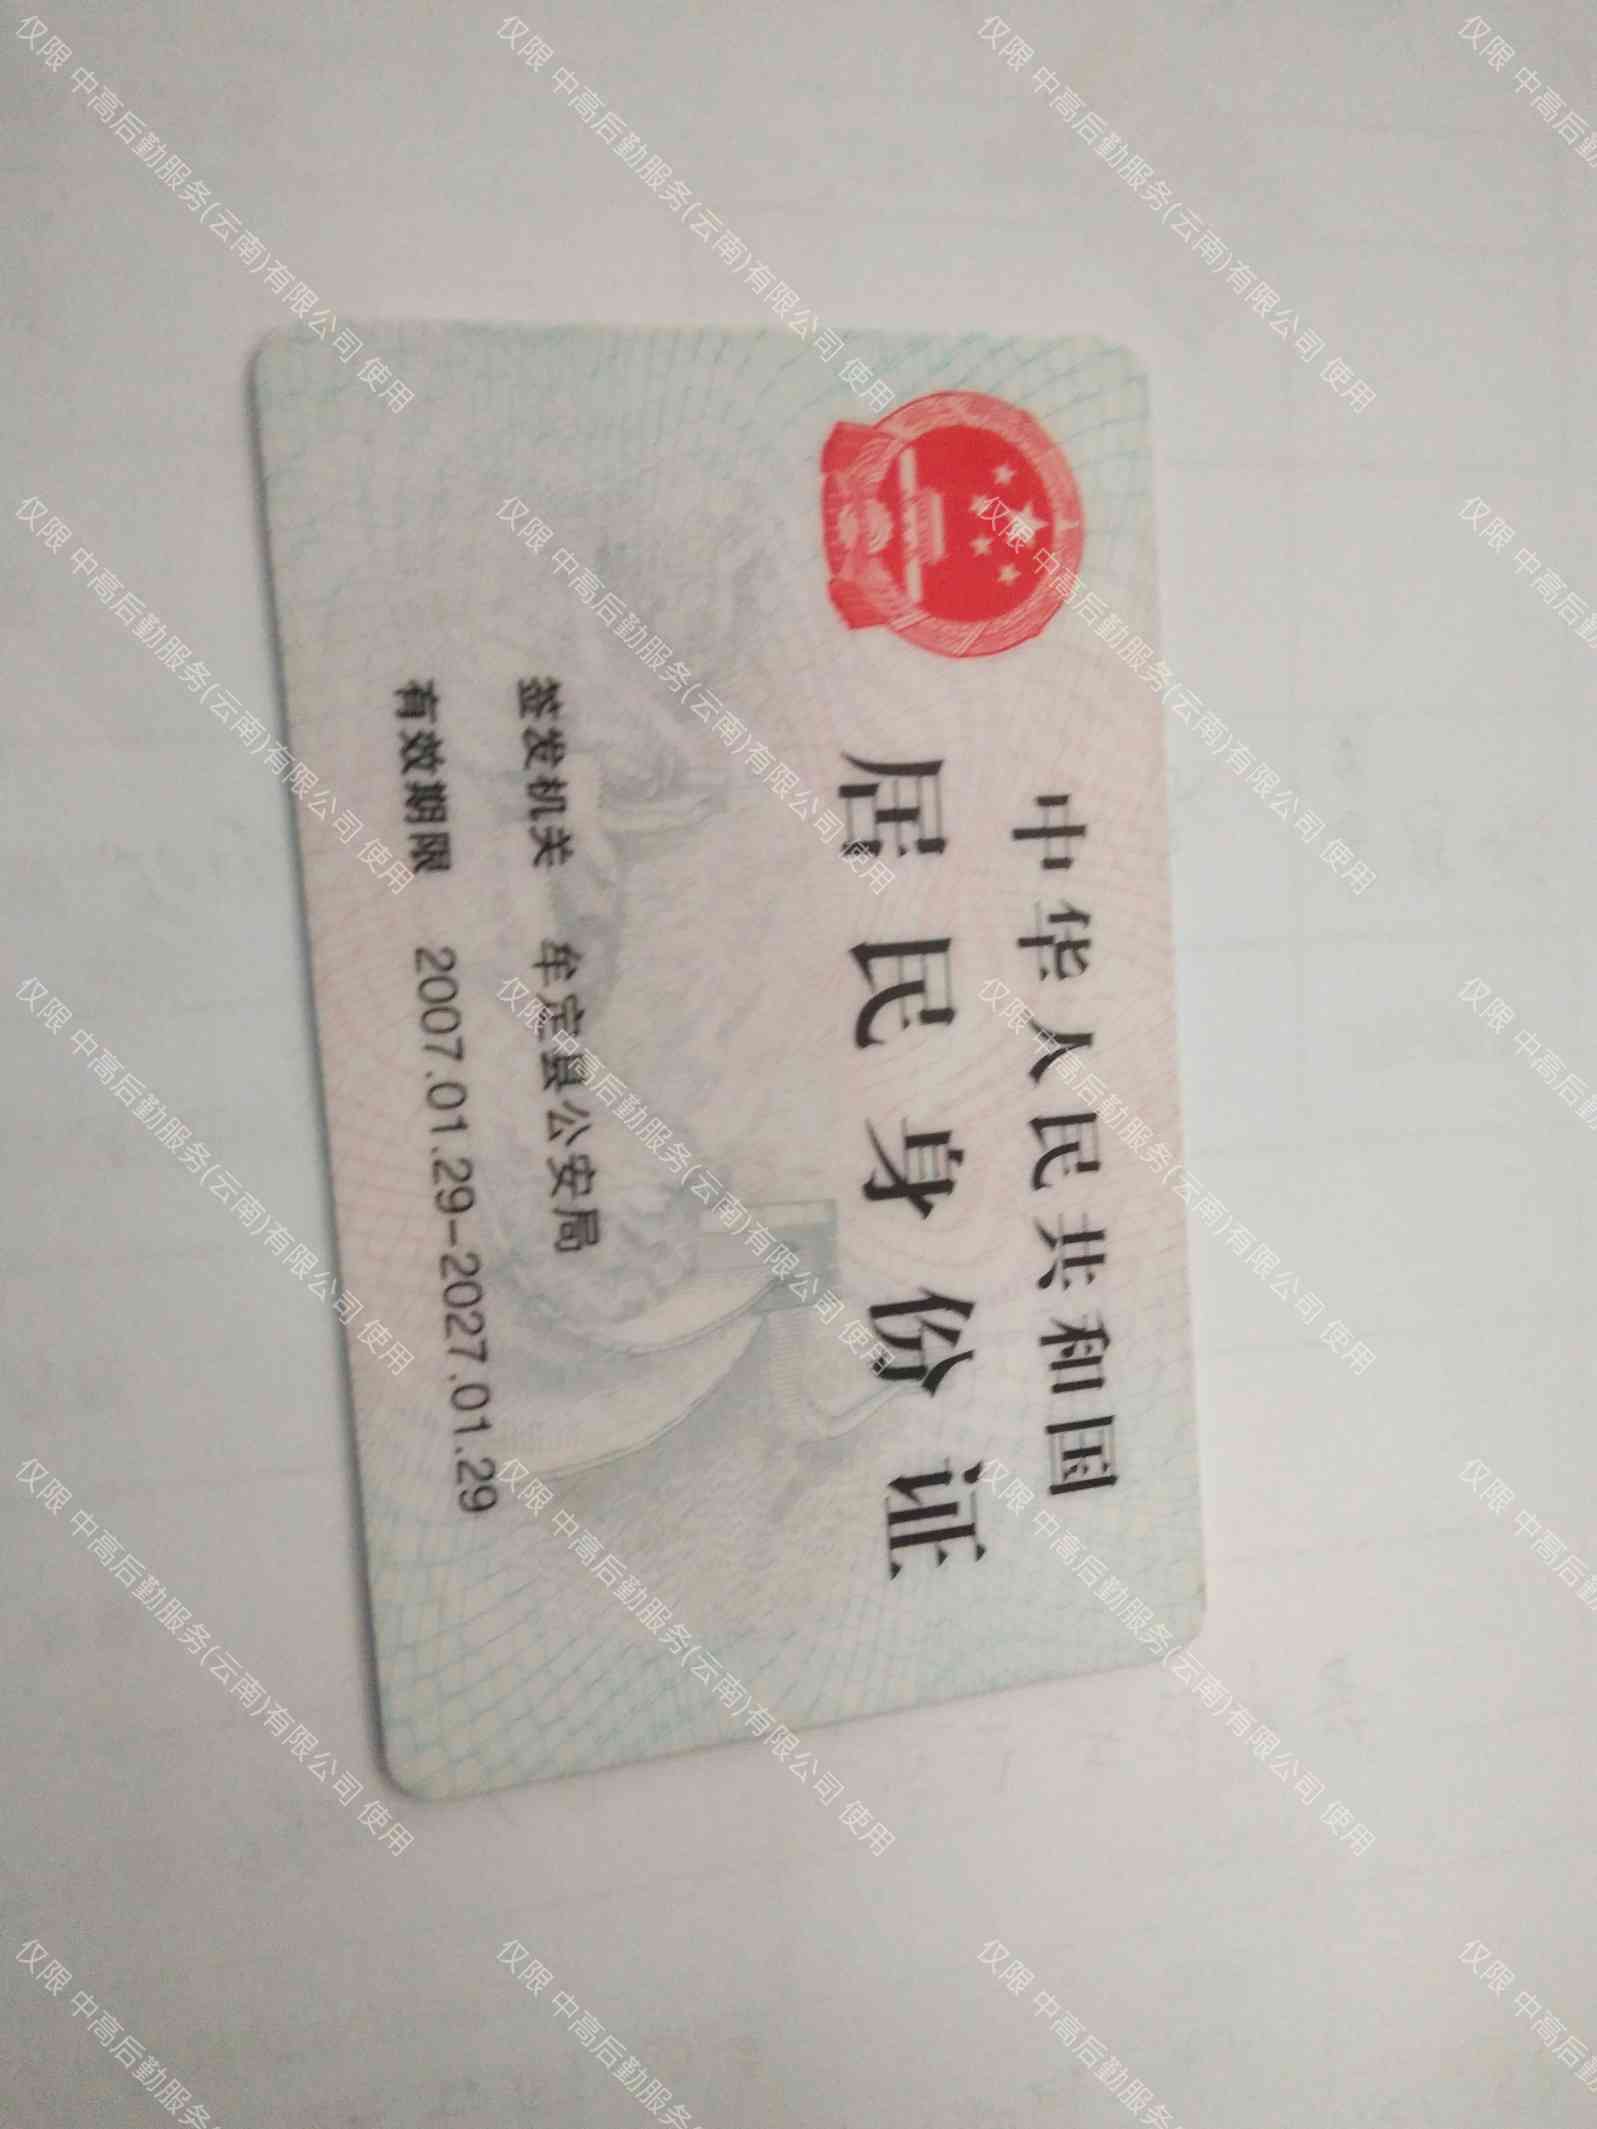 中华人民共和国
居民身份证
签发机关 牟定县公安局
有效期限 2007.01.29-2027.01.29
仅限 中高后勤服务(云南)有限公司 使用